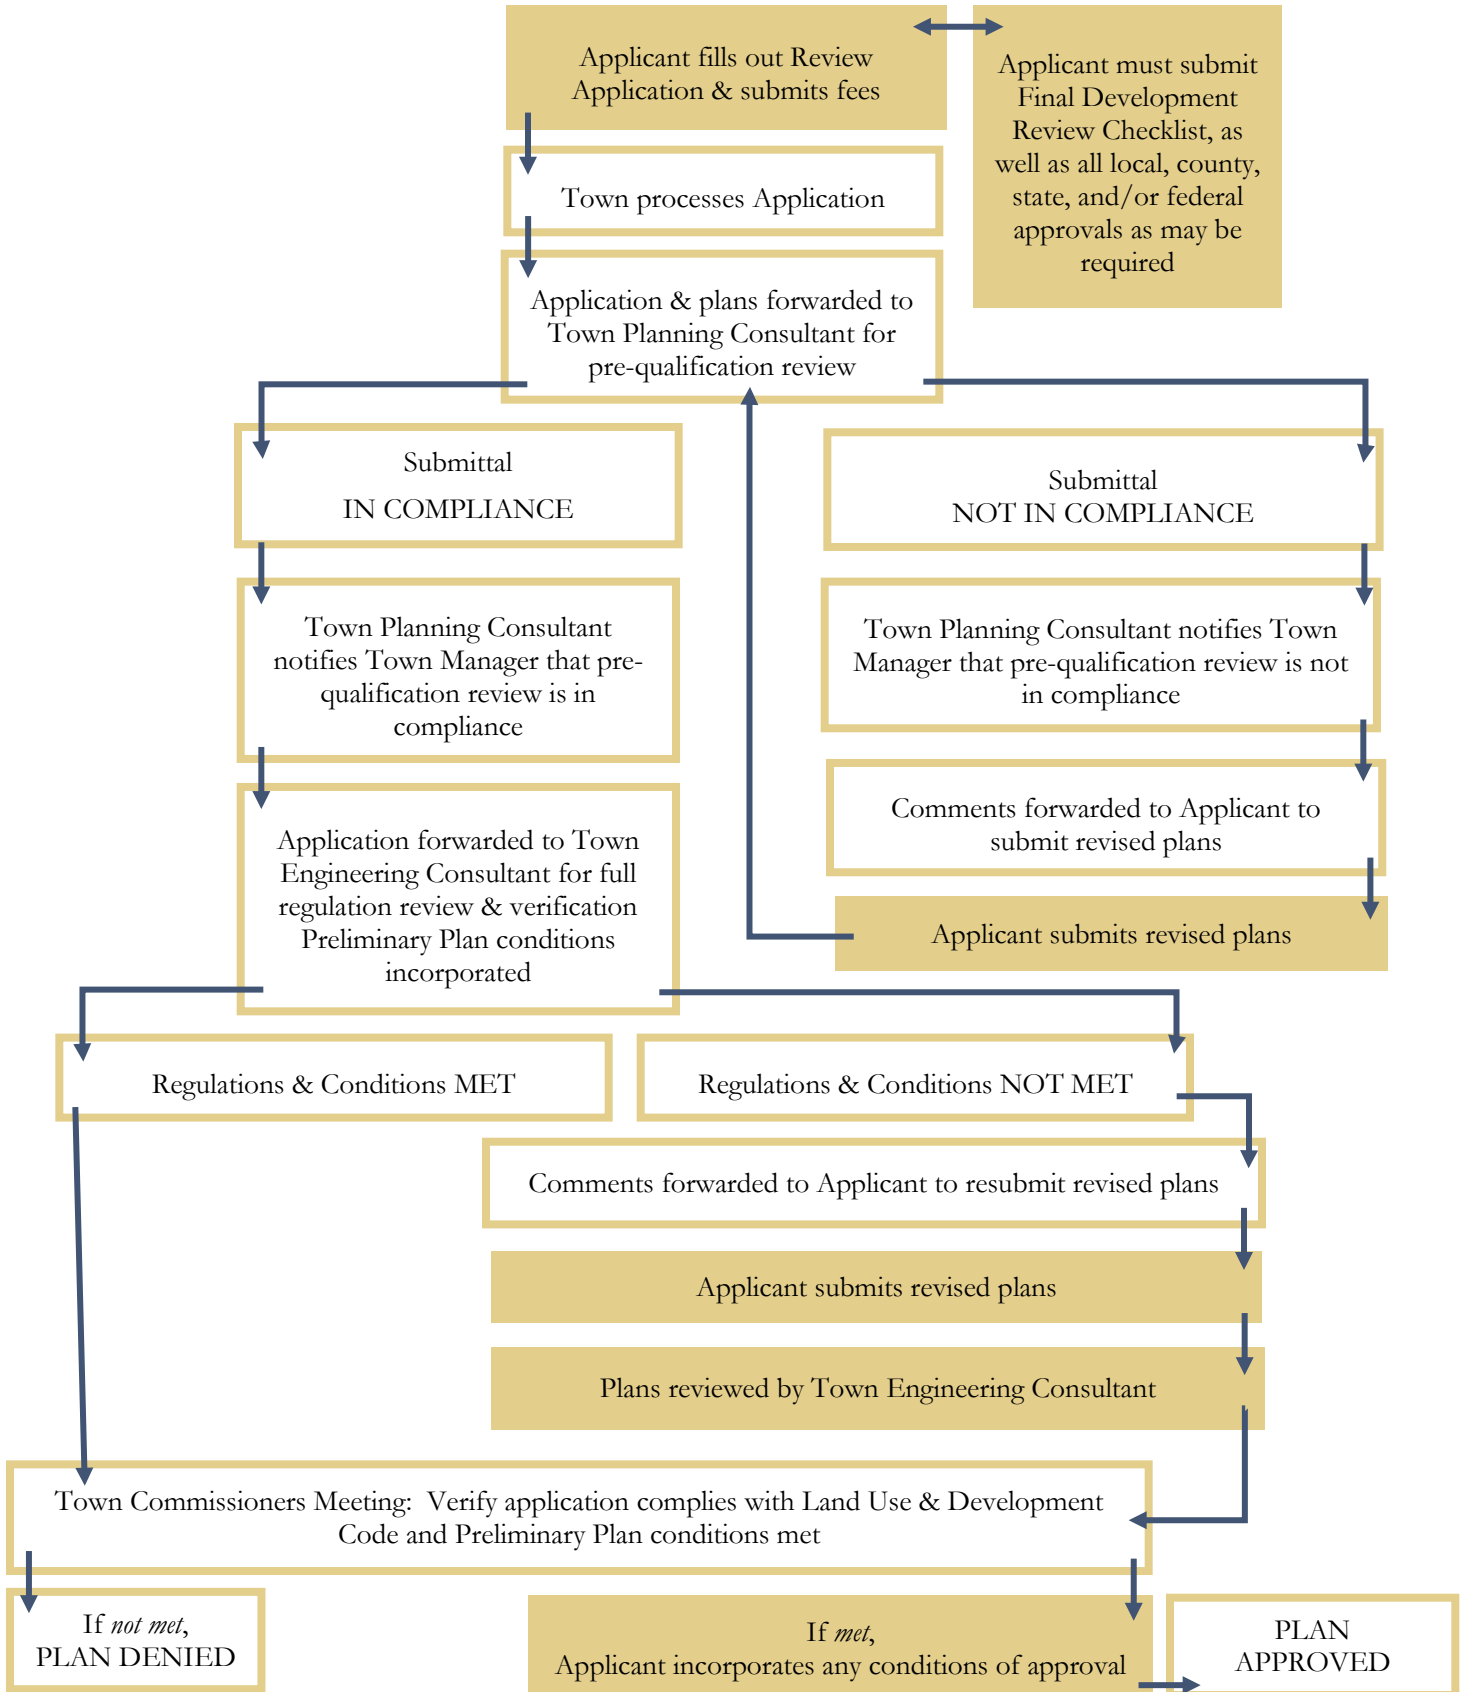 Applicant fills out Review
Application & submits fees
Applicant must submit
Final Development
Review Checklist, as
well as all local, county,
state, and/or federal
approvals as may be
required
Town processes Application
Application & plans forwarded to
Town Planning Consultant for
pre-qualification review
Submittal
IN COMPLIANCE
Submittal
NOT IN COMPLIANCE
Town Planning Consultant
notifies Town Manager that pre-
qualification review is in
compliance
Town Planning Consultant notifies Town
Manager that pre-qualification review is not
in compliance
Comments forwarded to Applicant to
submit revised plans
Applicant submits revised plans
Application forwarded to Town
Engineering Consultant for full
regulation review & verification
Preliminary Plan conditions
incorporated
Regulations & Conditions MET
Regulations & Conditions NOT MET
Comments forwarded to Applicant to resubmit revised plans
Applicant submits revised plans
Plans reviewed by Town Engineering Consultant
Town Commissioners Meeting: Verify application complies with Land Use & Development
Code and Preliminary Plan conditions met
If not met,
PLAN DENIED
If met,
Applicant incorporates any conditions of approval
PLAN
APPROVED